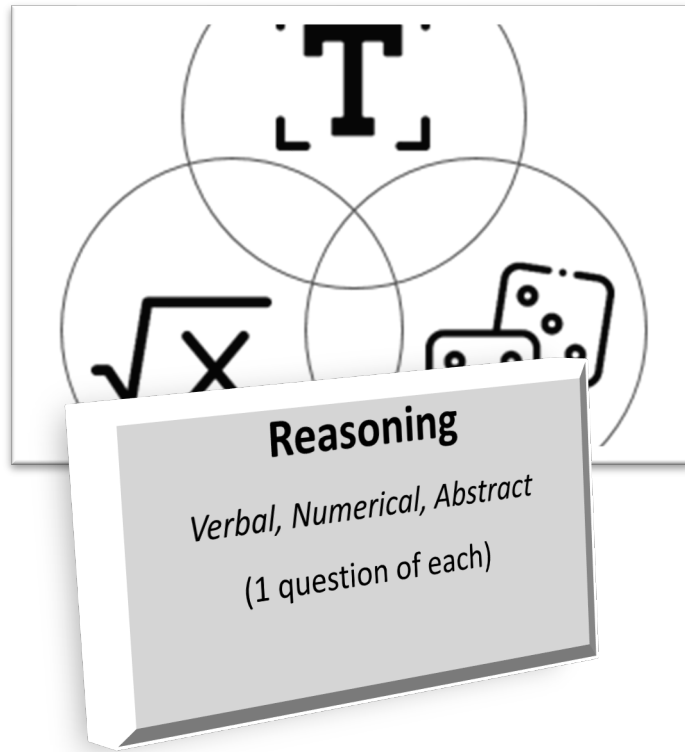 T
√x
Reasoning
Verbal, Numerical, Abstract
(1 question of each)